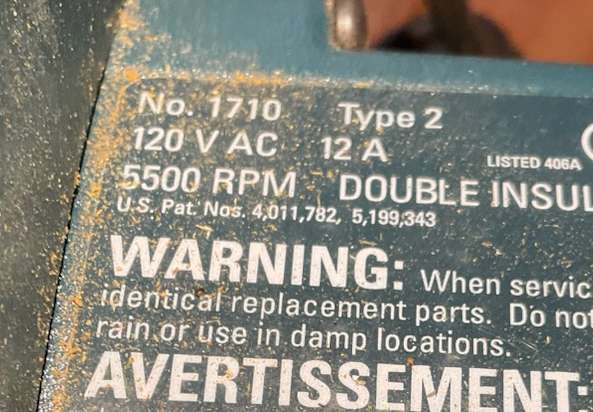 No. 1710 Type 2
120 V AC 12 A
LISTED 406A
5500 RPM DOUBLE INSUL
U.S. Pat. Nos. 4,011,782, 5,199,343
WARNING: When servic
identical replacement parts. Do not
rain or use in damp locations.
AVERTISSEMENT: